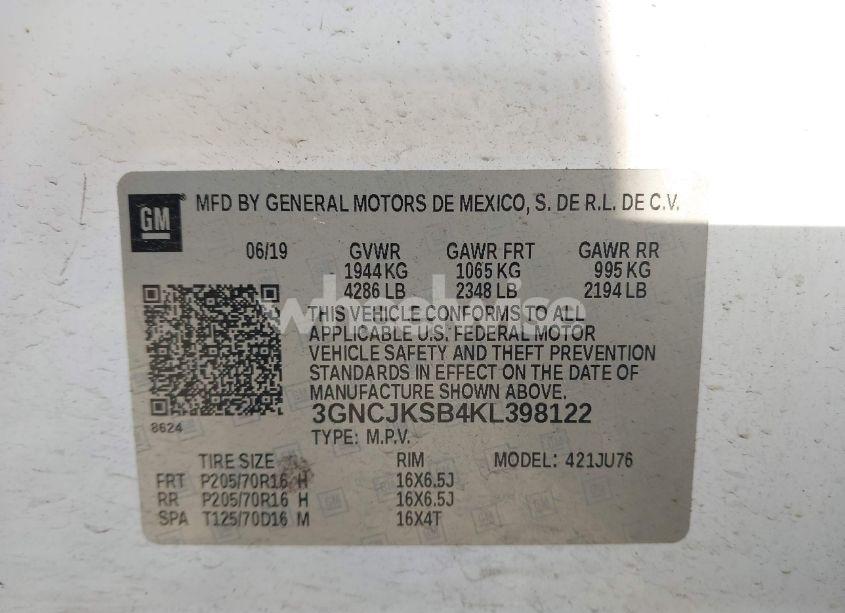 GM
MFD BY GENERAL MOTORS DE MEXICO, S. DE R.L. DE C.V.
06/19 GVWR GAWR FRT GAWR RR
1944 KG 1065 KG 995 KG
4286 LB 2348 LB 2194 LB
THIS VEHICLE CONFORMS TO ALL
APPLICABLE U.S. FEDERAL MOTOR
VEHICLE SAFETY AND THEFT PREVENTION
STANDARDS IN EFFECT ON THE DATE OF
MANUFACTURE SHOWN ABOVE.
8624
3GNCJKSB4KL398122
TYPE: M.P.V.
TIRE SIZE RIM MODEL: 421JU76
FRT P205/70R16 H 16X6.5J
RR P205/70R16 H 16X6.5J
SPA T125/70D16 M 16X4T